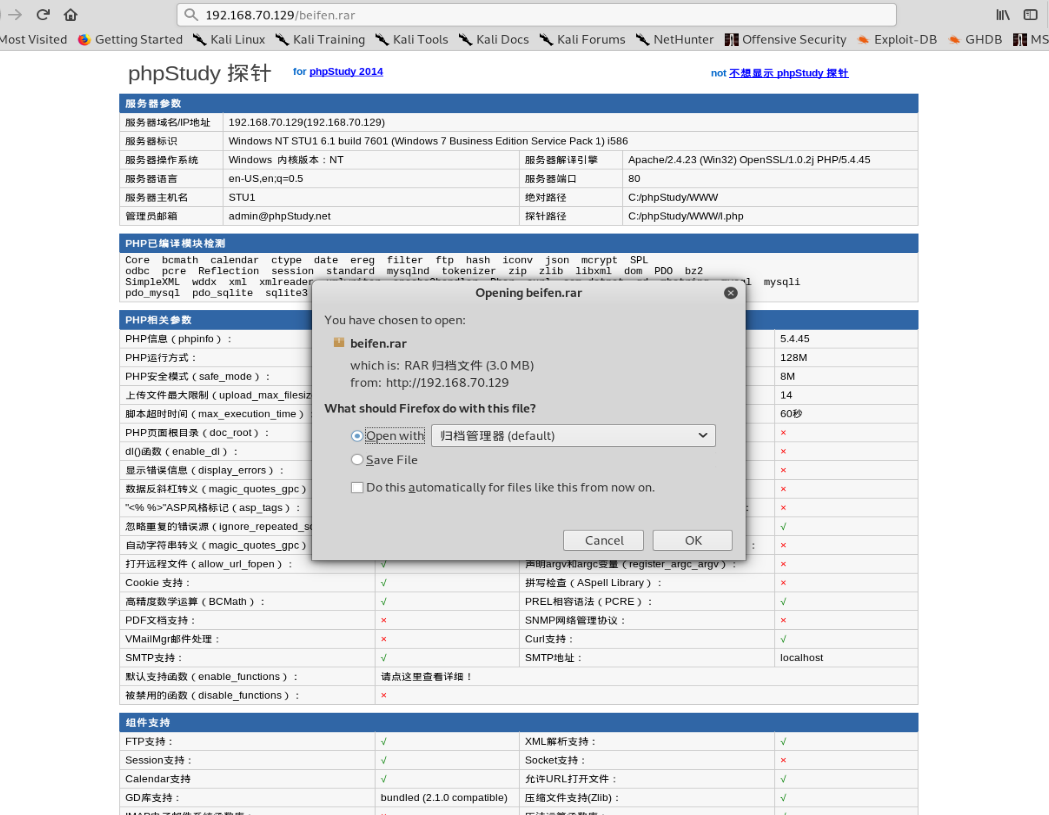 192.168.70.129/beifen.rar
Most Visited Getting Started Kali Linux Kali Training Kali Tools Kali Docs Kali Forums NetHunter Offensive Security Exploit-DB GHDB MS
phpStudy 探针 for phpStudy 2014 not 不想显示 phpStudy 探针
服务器参数
服务器域名/IP地址 192.168.70.129(192.168.70.129)
服务器标识 Windows NT STU1 6.1 build 7601 (Windows 7 Business Edition Service Pack 1) i586
服务器操作系统 Windows 内核版本：NT 服务器解译引擎 Apache/2.4.23 (Win32) OpenSSL/1.0.2j PHP/5.4.45
服务器语言 en-US,en;q=0.5 服务器端口 80
服务器主机名 STU1 绝对路径 C:/phpStudy/WWW
管理员邮箱 admin@phpStudy.net 探针路径 C:/phpStudy/WWW/l.php
PHP已编译模块检测
Core bcmath calendar ctype date ereg filter ftp hash iconv json mcrypt SPL
odbc pcre Reflection session standard mysqlnd tokenizer zip zlib libxml dom PDO bz2
SimpleXML wddx xml xmlreader mysqli
pdo_mysql pdo_sqlite sqlite3
Opening beifen.rar
You have chosen to open:
beifen.rar
which is: RAR 归档文件 (3.0 MB)
from: http://192.168.70.129
What should Firefox do with this file?
Open with 归档管理器 (default)
Save File
Do this automatically for files like this from now on.
Cancel OK
PHP相关参数
PHP信息（phpinfo）： 5.4.45
PHP运行方式： 128M
PHP安全模式（safe_mode）： 8M
上传文件最大限制（upload_max_filesiz 14
脚本超时时间（max_execution_time）： 60秒
PHP页面根目录（doc_root）： ×
dl()函数（enable_dl）： ×
显示错误信息（display_errors）： ×
数据反斜杠转义（magic_quotes_gpc） ×
"<% %>"ASP风格标记（asp_tags）： ×
忽略重复的错误源（ignore_repeated_so √
自动字符串转义（magic_quotes_gpc） ： ×
打开远程文件（allow_url_fopen）： √ 声明argv和argc变量（register_argc_argv）： ×
Cookie 支持： √ 拼写检查（ASpell Library）： ×
高精度数学运算（BCMath）： √ PREL相容语法（PCRE）： √
PDF文档支持： × SNMP网络管理协议： ×
VMailMgr邮件处理： × Curl支持： √
SMTP支持： √ SMTP地址： localhost
默认支持函数（enable_functions）： 请点这里查看详细！
被禁用的函数（disable_functions）： ×
组件支持
FTP支持： √ XML解析支持： √
Session支持： √ Socket支持： ×
Calendar支持 √ 允许URL打开文件： √
GD库支持： bundled (2.1.0 compatible) 压缩文件支持(Zlib)： √